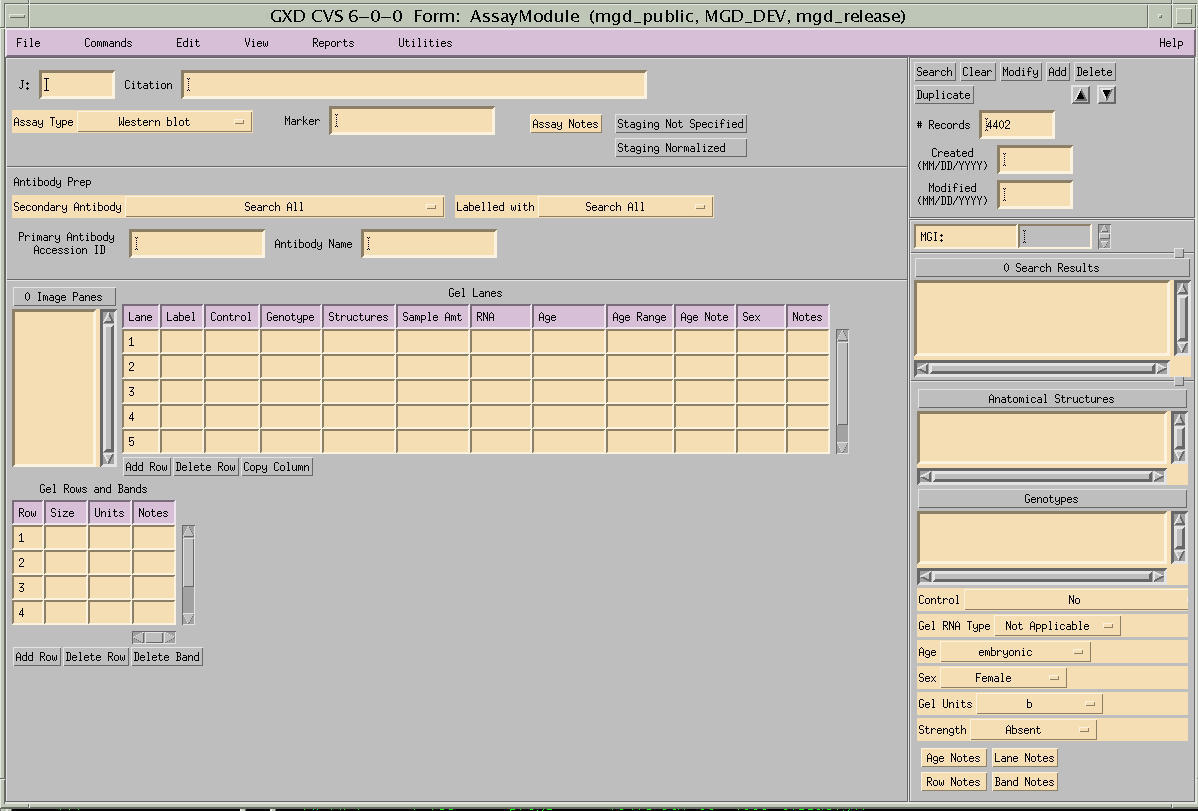 GXD CVS 6-0-0 Form: AssayModule (mgd_public, MGD_DEV, mgd_release)
File Commands Edit View Reports Utilities Help
J: Citation
Assay Type Western blot Marker Assay Notes Staging Not Specified
Staging Normalized
Antibody Prep
Secondary Antibody Search All Labelled with Search All
Primary Antibody
Accession ID Antibody Name
0 Image Panes
Gel Lanes
Lane Label Control Genotype Structures Sample Amt RNA Age Age Range Age Note Sex Notes
1
2
3
4
5
Add Row Delete Row Copy Column
Gel Rows and Bands
Row Size Units Notes
1
2
3
4
Add Row Delete Row Delete Band
Search Clear Modify Add Delete
Duplicate
# Records 4402
Created
(MM/DD/YYYY)
Modified
(MM/DD/YYYY)
MGI:
0 Search Results
Anatomical Structures
Genotypes
Control No
Gel RNA Type Not Applicable
Age embryonic
Sex Female
Gel Units b
Strength Absent
Age Notes Lane Notes
Row Notes Band Notes